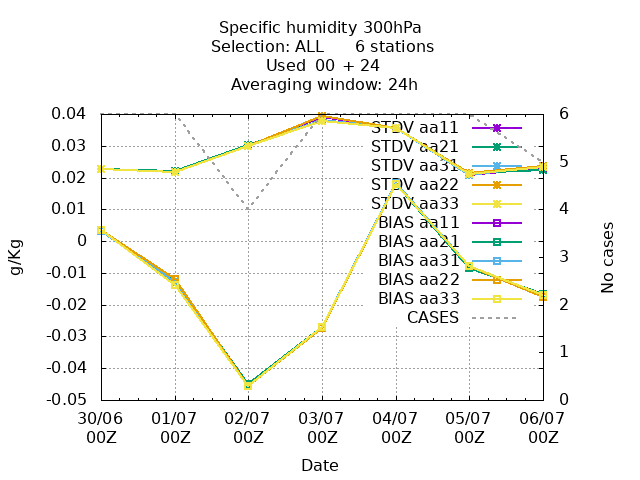 Specific humidity 300hPa
Selection: ALL 6 stations
Used 00 + 24
Averaging window: 24h
0.04
0.03
0.02
0.01
0
-0.01
-0.02
-0.03
-0.04
-0.05
g/Kg
STDV aa11
STDV aa21
STDV aa31
STDV aa22
STDV aa33
BIAS aa11
BIAS aa21
BIAS aa31
BIAS aa22
BIAS aa33
CASES
6
5
4
3
2
1
0
No cases
30/06 01/07 02/07 03/07 04/07 05/07 06/07
00Z 00Z 00Z 00Z 00Z 00Z 00Z
Date